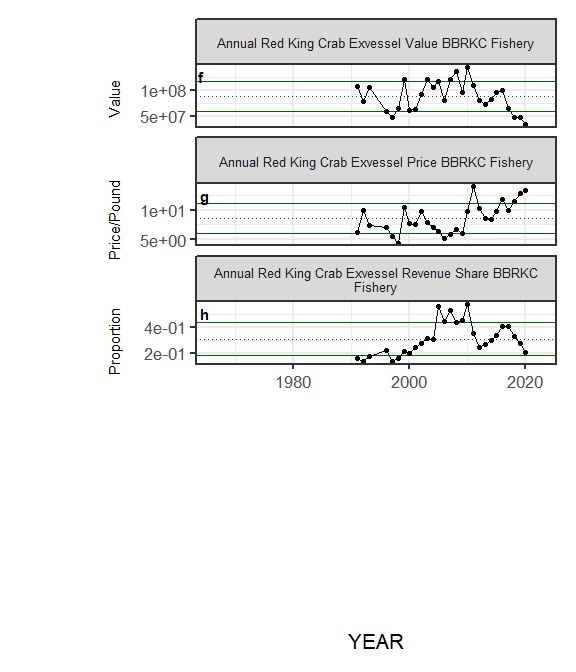 Annual Red King Crab Exvessel Value BBRKC Fishery
f
Value
1e+08
5e+07
Annual Red King Crab Exvessel Price BBRKC Fishery
g
Price/Pound
1e+01
5e+00
Annual Red King Crab Exvessel Revenue Share BBRKC
Fishery
h
Proportion
4e-01
2e-01
1980 2000 2020
YEAR